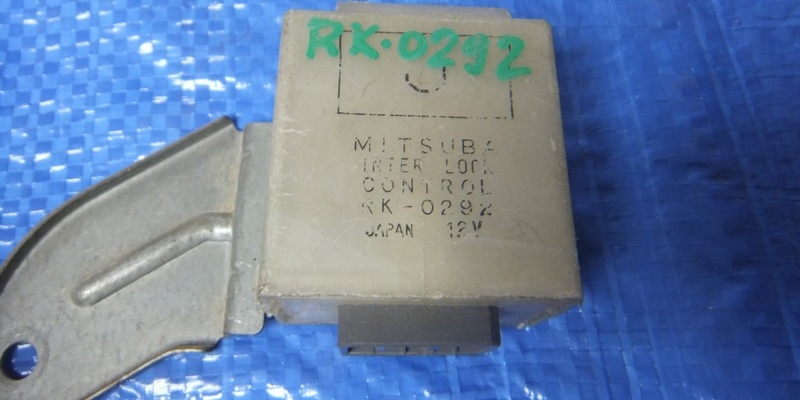 RK-0292
J
MITSUBA
INTER LOCK
CONTROL
RK-0292
JAPAN 12V